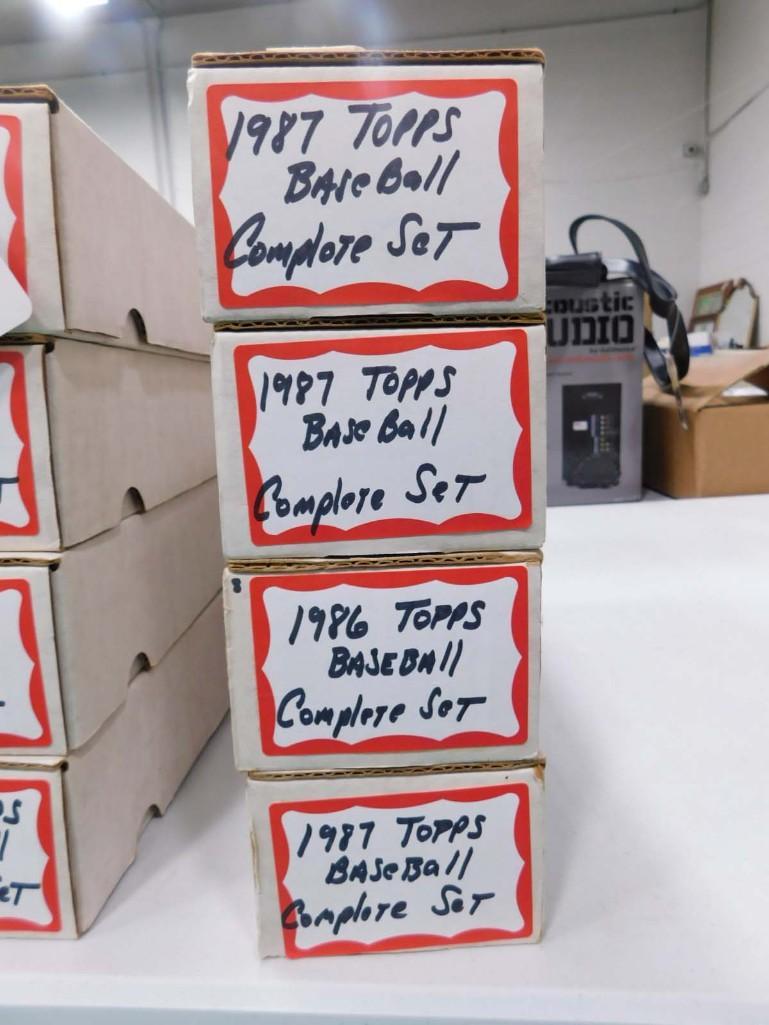 1987 TOPPS
BASeBall
Complete SeT
1987 TOPPS
BASeBall
Complete SeT
8
1986 TOPPS
BASEBAll
Complete SeT
1987 TOPPS
BASeBall
Complete SeT
coustic
UDIO